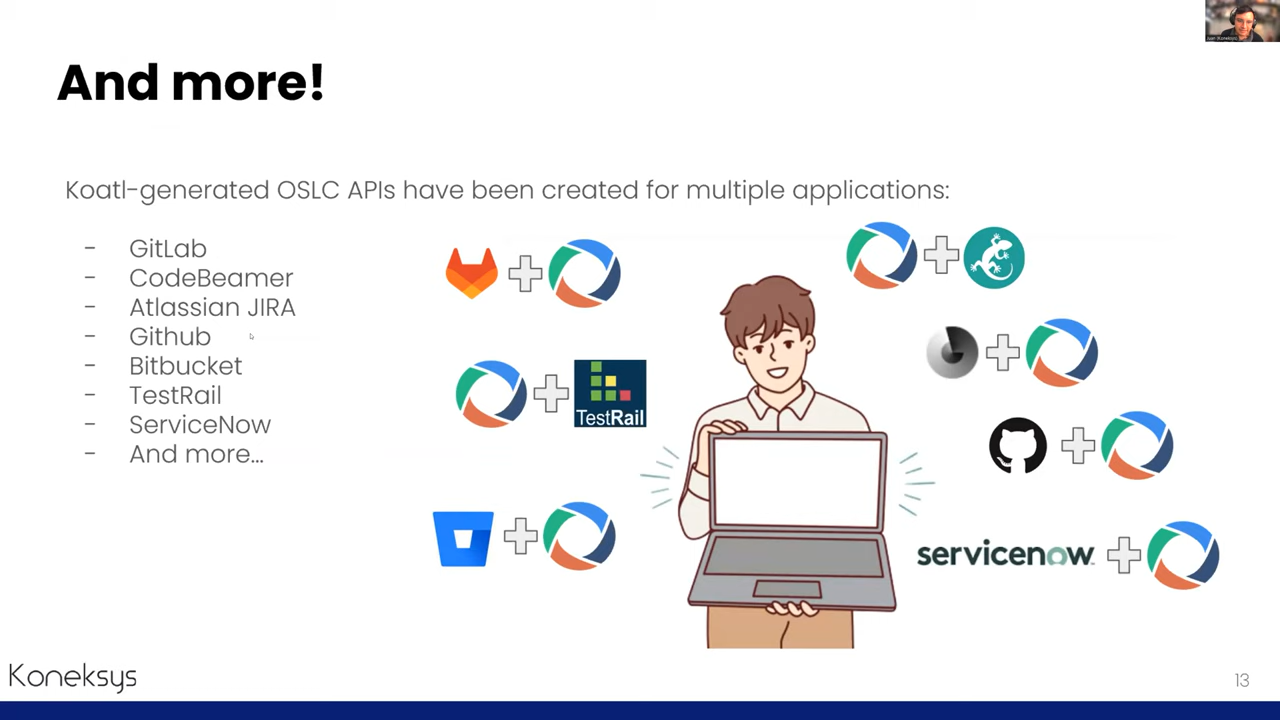 And more!
Koatl-generated OSLC APIs have been created for multiple applications:
- GitLab
- CodeBeamer
- Atlassian JIRA
- Github
- Bitbucket
- TestRail
- ServiceNow
- And more...
TestRail
servicenow
Koneksys
13